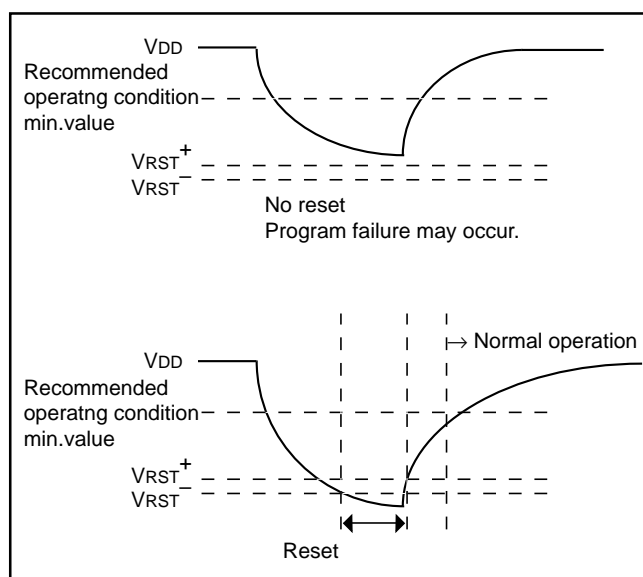 VDD
Recommended
operatng condition
min.value
VRST+
VRST−
No reset
Program failure may occur.
→ Normal operation
VDD
Recommended
operatng condition
min.value
VRST+
VRST−
Reset